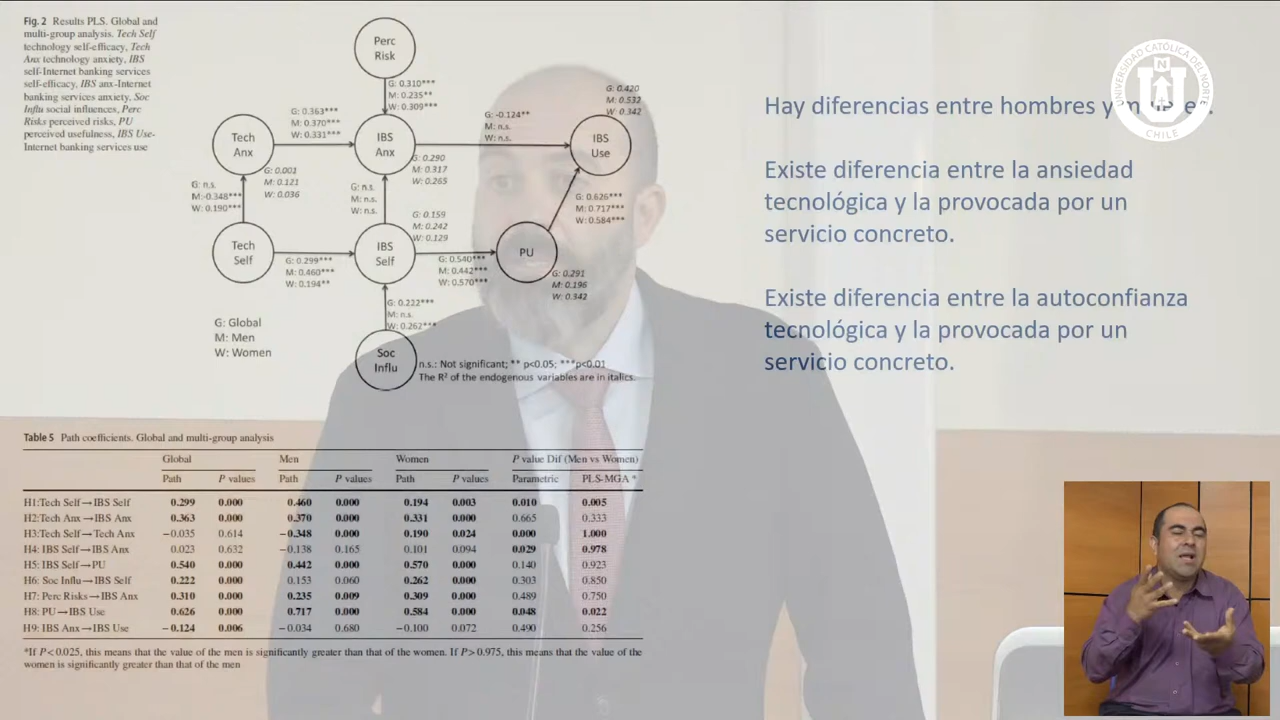 Fig. 2 Results PLS. Global and
multi-group analysis. Tech Self
technology self-efficacy, Tech
Anx technology anxiety, IBS
self-Internet banking services
self-efficacy, IBS anx-Internet
banking services anxiety, Soc
Influ social influences, Perc
Risks perceived risks, PU
perceived usefulness, IBS Use-
Internet banking services use
Perc
Risk
G: 0.310***
M: 0.235**
W: 0.309***
G: 0.363***
M: 0.370***
W: 0.331***
G: -0.124**
M: n.s.
W: n.s.
G: 0.420
M: 0.532
W: 0.342
Tech
Anx
IBS
Anx
IBS
Use
G: 0.001
M: 0.121
W: 0.036
G: 0.290
M: 0.317
W: 0.265
G: n.s.
M:-0.348***
W: 0.190***
G: n.s.
M: n.s.
W: n.s.
G: 0.626***
M: 0.717***
W: 0.584***
G: 0.159
M: 0.242
W: 0.129
Tech
Self
IBS
Self
PU
G: 0.299***
M: 0.460***
W: 0.194**
G: 0.540***
M: 0.442***
W: 0.570***
G: 0.291
M: 0.196
W: 0.342
G: 0.222***
M: n.s.
W: 0.262***
G: Global
M: Men
W: Women
Soc
Influ
n.s.: Not significant; ** p<0.05; ***p<0.01
The R² of the endogenous variables are in italics.
Hay diferencias entre hombres y
Existe diferencia entre la ansiedad
tecnológica y la provocada por un
servicio concreto.
Existe diferencia entre la autoconfianza
tecnológica y la provocada por un
servicio concreto.
UNIVERSIDAD CATÓLICA DEL NORTE
N
CHILE
Table 5 Path coefficients. Global and multi-group analysis
Global Men Women P value Dif (Men vs Women)
Path P values Path P values Path P values Parametric PLS-MGA *
H1:Tech Self→IBS Self 0.299 0.000 0.460 0.000 0.194 0.003 0.010 0.005
H2:Tech Anx→IBS Anx 0.363 0.000 0.370 0.000 0.331 0.000 0.665 0.333
H3:Tech Self→Tech Anx −0.035 0.614 −0.348 0.000 0.190 0.024 0.000 1.000
H4: IBS Self→IBS Anx 0.023 0.632 −0.138 0.165 0.101 0.094 0.029 0.978
H5: IBS Self→PU 0.540 0.000 0.442 0.000 0.570 0.000 0.140 0.923
H6: Soc Influ→IBS Self 0.222 0.000 0.153 0.060 0.262 0.000 0.303 0.850
H7: Perc Risks→IBS Anx 0.310 0.000 0.235 0.009 0.309 0.000 0.489 0.750
H8: PU→IBS Use 0.626 0.000 0.717 0.000 0.584 0.000 0.048 0.022
H9: IBS Anx→IBS Use −0.124 0.006 −0.034 0.680 −0.100 0.072 0.490 0.256
*If P<0.025, this means that the value of the men is significantly greater than that of the women. If P>0.975, this means that the value of the
women is significantly greater than that of the men